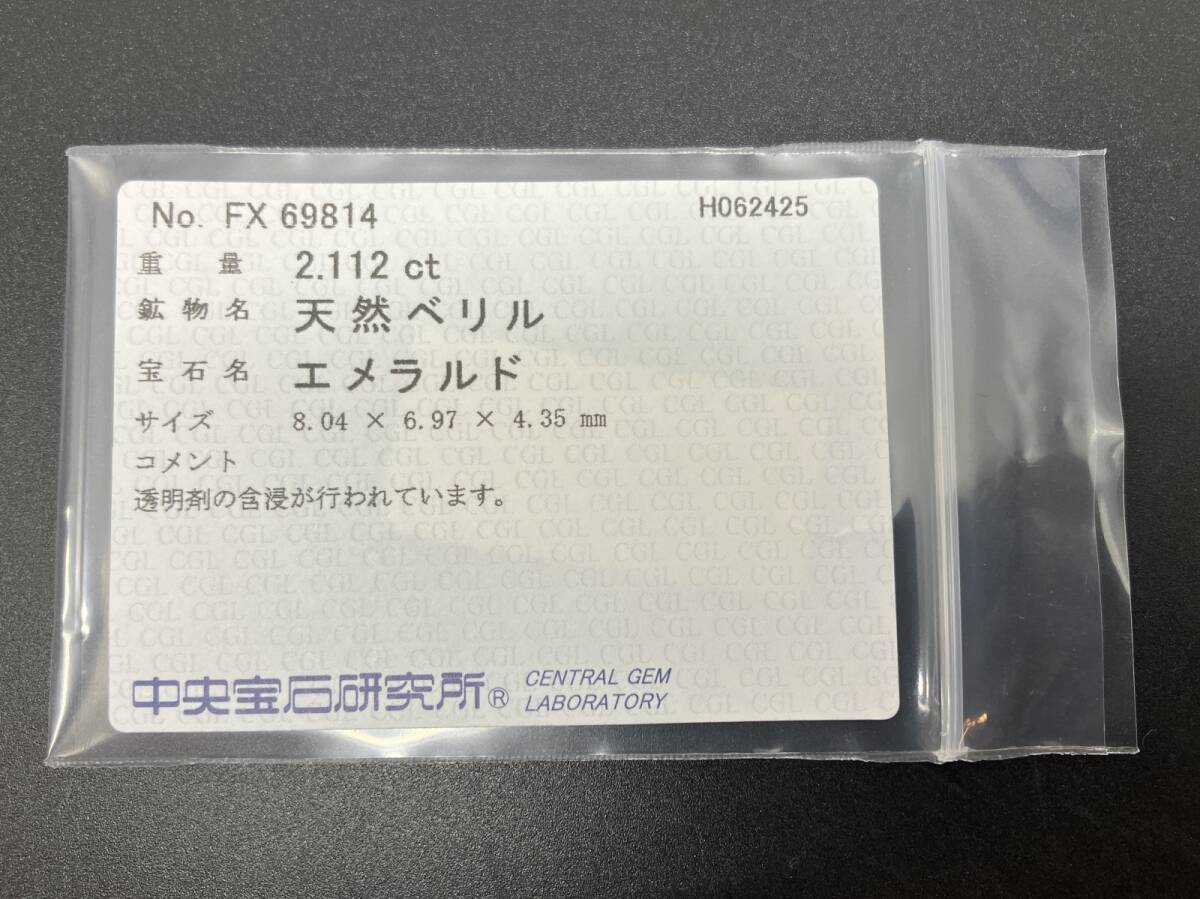 No. FX 69814 H062425
重量 2.112 ct
鉱物名 天然ベリル
宝石名 エメラルド
サイズ 8.04 × 6.97 × 4.35 mm
コメント
透明剤の含浸が行われています。
中央宝石研究所® CENTRAL GEM
LABORATORY